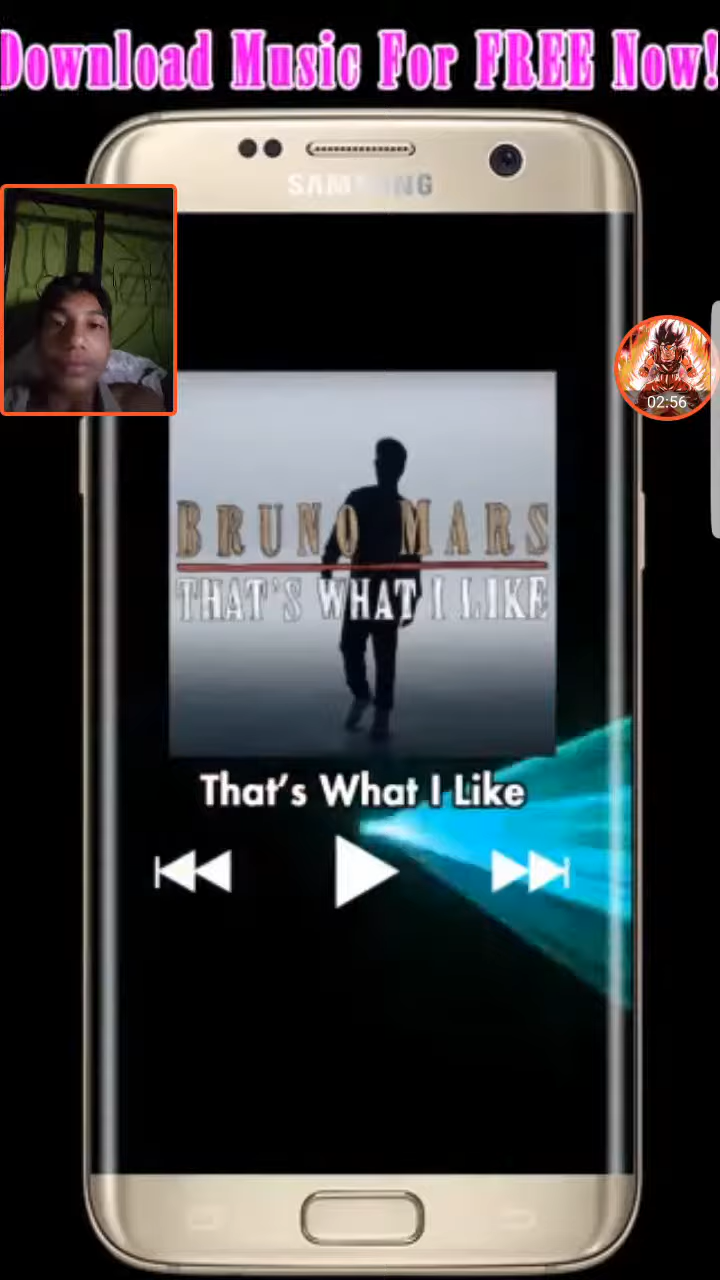 Download Music For FREE Now!
SAMSUNG
02:56
BRUNO MARS
THAT'S WHAT I LIKE
That's What I Like